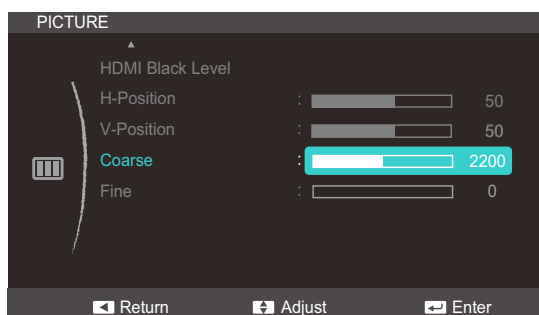 PICTURE
HDMI Black Level
H-Position : 50
V-Position : 50
Coarse : 2200
Fine : 0
Return Adjust Enter